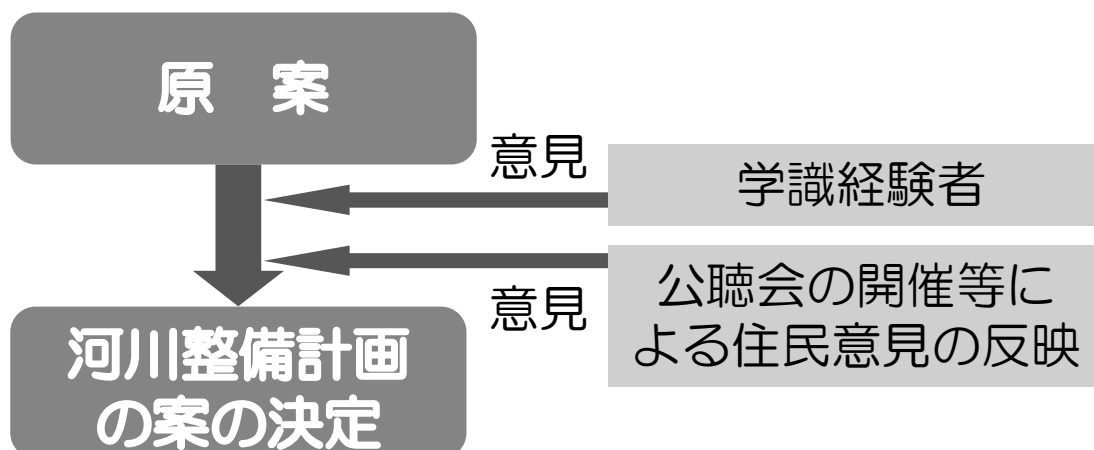 原　案
意見
学識経験者
意見
公聴会の開催等に
よる住民意見の反映
河川整備計画
の案の決定